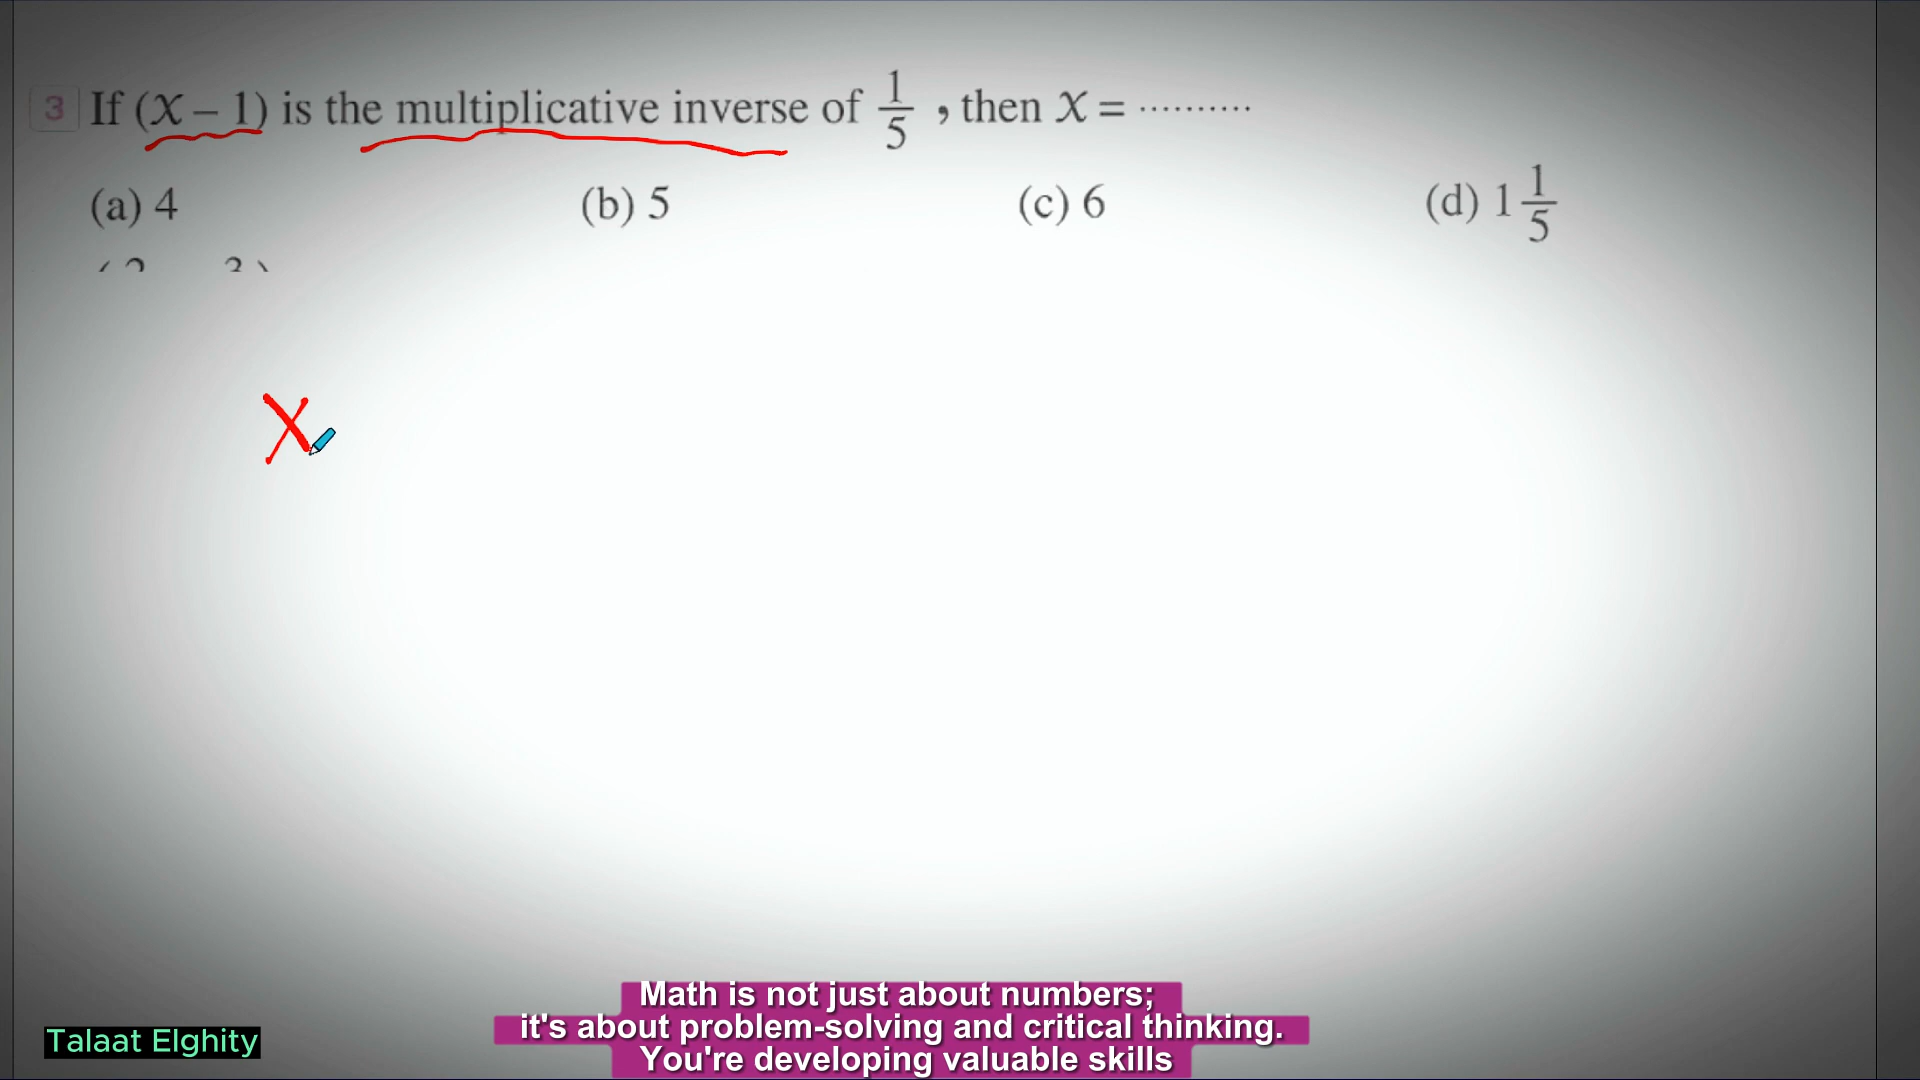 3 If (X – 1) is the multiplicative inverse of 1/5 , then X = ··········
(a) 4 (b) 5 (c) 6 (d) 1 1/5
X
Math is not just about numbers;
it's about problem-solving and critical thinking.
You're developing valuable skills
Talaat Elghity